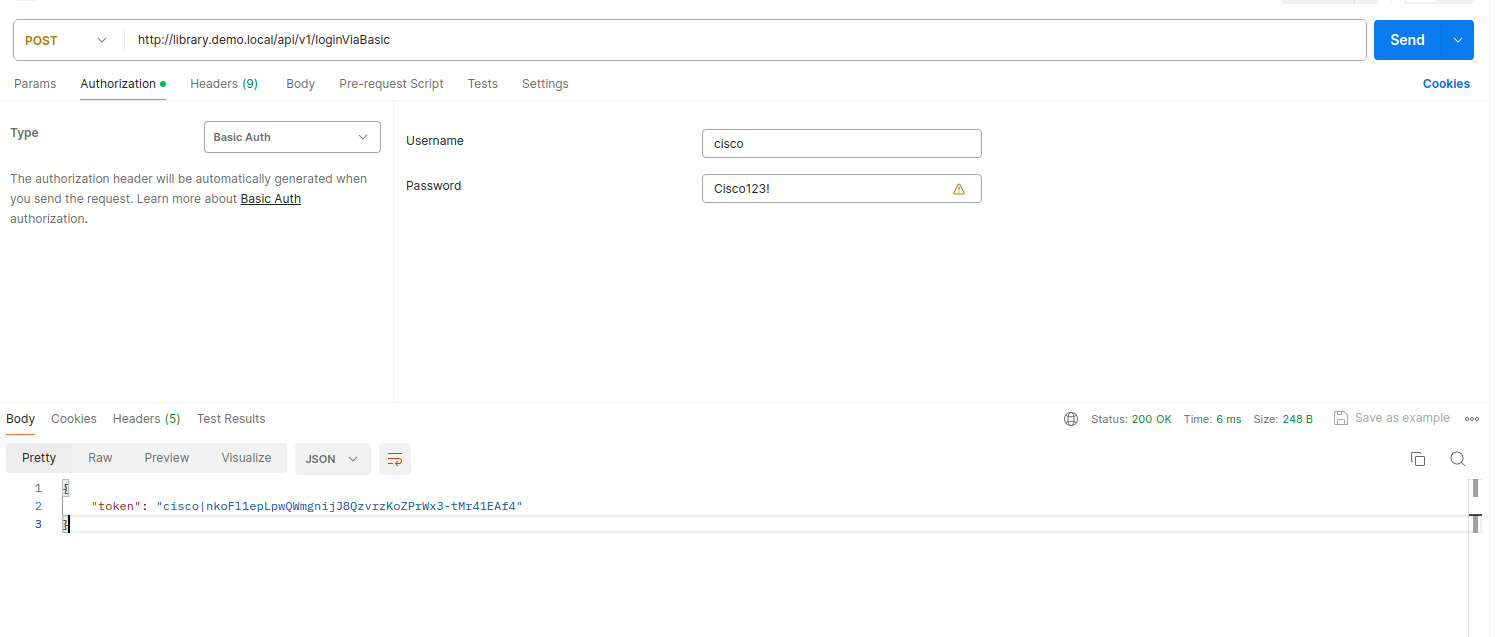 POST http://library.demo.local/api/v1/loginViaBasic Send
Params Authorization Headers (9) Body Pre-request Script Tests Settings Cookies
Type Basic Auth
The authorization header will be automatically generated when
you send the request. Learn more about Basic Auth
authorization.
Username cisco
Password Cisco123!
Body Cookies Headers (5) Test Results Status: 200 OK Time: 6 ms Size: 248 B Save as example
Pretty Raw Preview Visualize JSON
1 {
2 "token": "cisco|nkoFl1epLpwQWmgnijJ8QzvrzKoZPrWx3-tMr41EAf4"
3 }